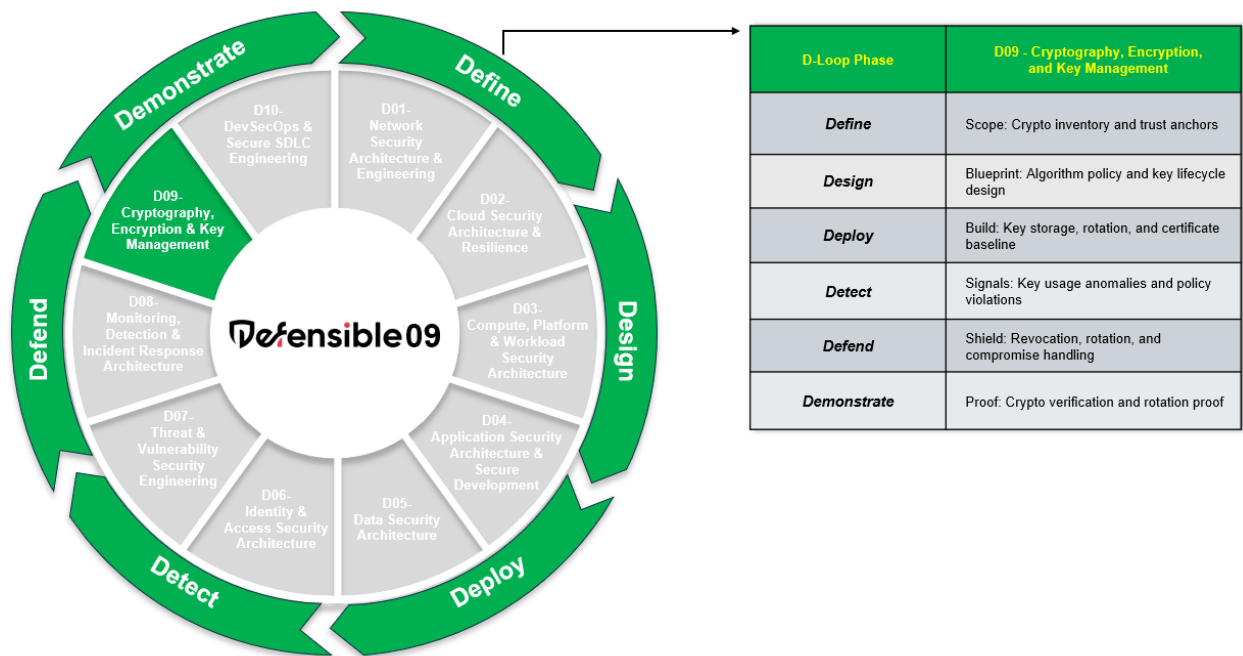 Demonstrate
Define
Design
Deploy
Detect
Defend
D10-
DevSecOps &
Secure SDLC
Engineering
D01-
Network
Security
Architecture &
Engineering
D02-
Cloud Security
Architecture &
Resilience
D03-
Compute, Platform
& Workload
Security
Architecture
D04-
Application Security
Architecture &
Secure
Development
D05-
Data Security
Architecture
D06-
Identity &
Access Security
Architecture
D07-
Threat &
Vulnerability
Security
Engineering
D08-
Monitoring,
Detection &
Incident Response
Architecture
D09-
Cryptography,
Encryption & Key
Management
Defensible09
D-Loop Phase
D09 - Cryptography, Encryption,
and Key Management
Define
Scope: Crypto inventory and trust anchors
Design
Blueprint: Algorithm policy and key lifecycle
design
Deploy
Build: Key storage, rotation, and certificate
baseline
Detect
Signals: Key usage anomalies and policy
violations
Defend
Shield: Revocation, rotation, and
compromise handling
Demonstrate
Proof: Crypto verification and rotation proof